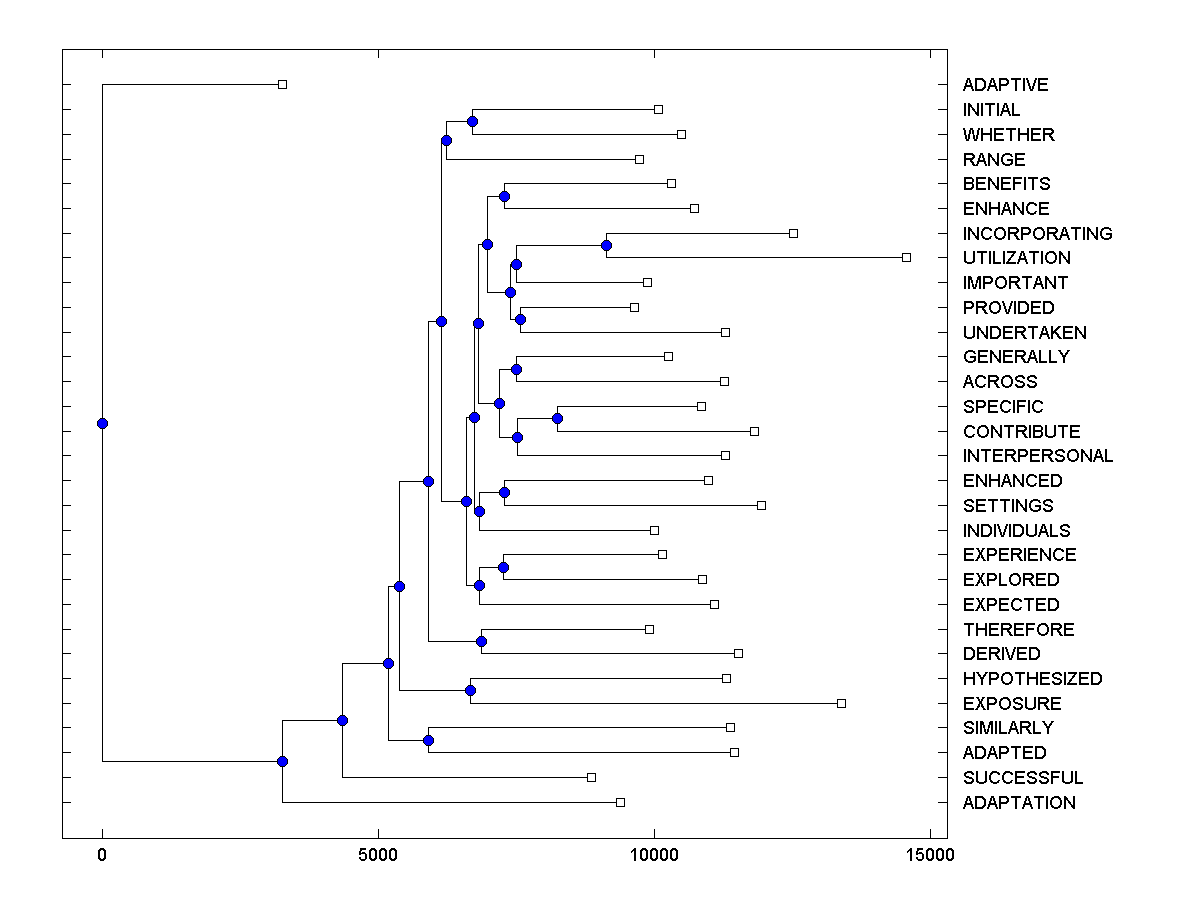 ADAPTIVE
INITIAL
WHETHER
RANGE
BENEFITS
ENHANCE
INCORPORATING
UTILIZATION
IMPORTANT
PROVIDED
UNDERTAKEN
GENERALLY
ACROSS
SPECIFIC
CONTRIBUTE
INTERPERSONAL
ENHANCED
SETTINGS
INDIVIDUALS
EXPERIENCE
EXPLORED
EXPECTED
THEREFORE
DERIVED
HYPOTHESIZED
EXPOSURE
SIMILARLY
ADAPTED
SUCCESSFUL
ADAPTATION
0 5000 10000 15000